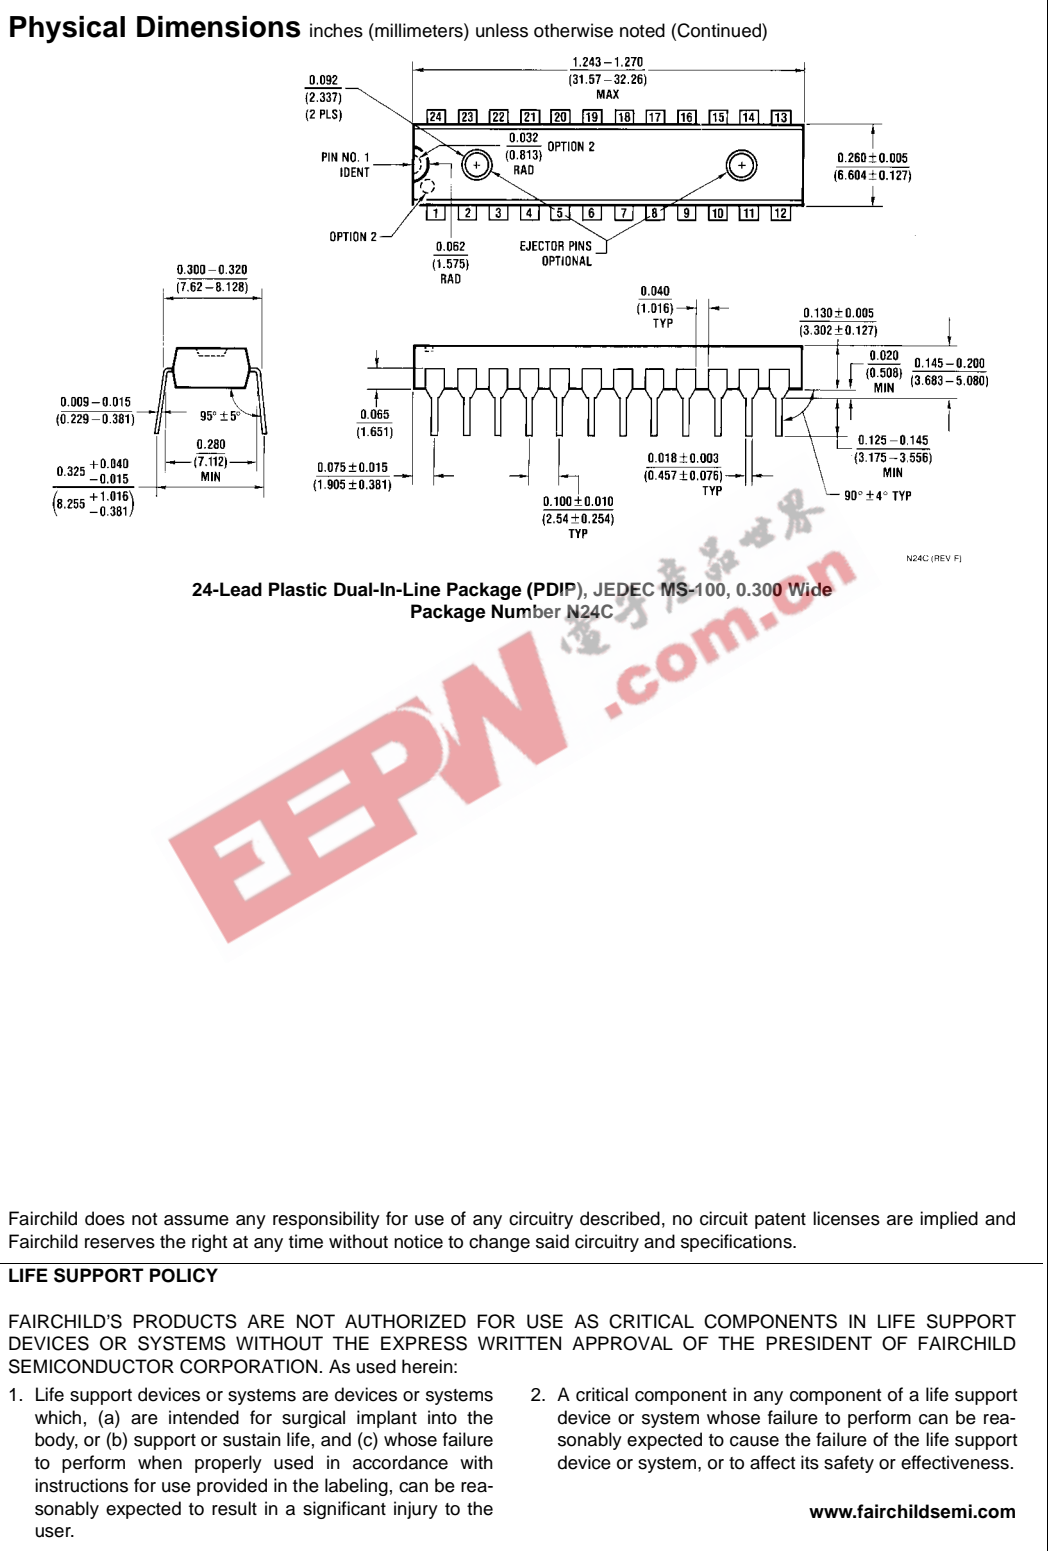 Physical Dimensions inches (millimeters) unless otherwise noted (Continued)
1.243 – 1.270
(31.57 – 32.26)
MAX
0.092
(2.337)
(2 PLS)
24 23 22 21 20 19 18 17 16 15 14 13
0.032
(0.813)
RAD
OPTION 2
PIN NO. 1
IDENT
0.260 ± 0.005
(6.604 ± 0.127)
1 2 3 4 5 6 7 8 9 10 11 12
OPTION 2
0.062
(1.575)
RAD
EJECTOR PINS
OPTIONAL
0.300 – 0.320
(7.62 – 8.128)
0.040
(1.016)
TYP
0.130 ± 0.005
(3.302 ± 0.127)
0.020
(0.508)
MIN
0.145 – 0.200
(3.683 – 5.080)
0.009 – 0.015
(0.229 – 0.381)
95° ± 5°
0.065
(1.651)
0.280
(7.112)
MIN
0.125 – 0.145
(3.175 – 3.556)
MIN
0.325 +0.040
–0.015
(8.255 +1.016
–0.381)
0.075 ± 0.015
(1.905 ± 0.381)
0.018 ± 0.003
(0.457 ± 0.076)
TYP
90° ± 4° TYP
0.100 ± 0.010
(2.54 ± 0.254)
TYP
N24C (REV F)
24-Lead Plastic Dual-In-Line Package (PDIP), JEDEC MS-100, 0.300 Wide
Package Number N24C
EEPW .com.cn
电子产品世界
Fairchild does not assume any responsibility for use of any circuitry described, no circuit patent licenses are implied and
Fairchild reserves the right at any time without notice to change said circuitry and specifications.
LIFE SUPPORT POLICY
FAIRCHILD'S PRODUCTS ARE NOT AUTHORIZED FOR USE AS CRITICAL COMPONENTS IN LIFE SUPPORT
DEVICES OR SYSTEMS WITHOUT THE EXPRESS WRITTEN APPROVAL OF THE PRESIDENT OF FAIRCHILD
SEMICONDUCTOR CORPORATION. As used herein:
1. Life support devices or systems are devices or systems
which, (a) are intended for surgical implant into the
body, or (b) support or sustain life, and (c) whose failure
to perform when properly used in accordance with
instructions for use provided in the labeling, can be rea-
sonably expected to result in a significant injury to the
user.
2. A critical component in any component of a life support
device or system whose failure to perform can be rea-
sonably expected to cause the failure of the life support
device or system, or to affect its safety or effectiveness.
www.fairchildsemi.com